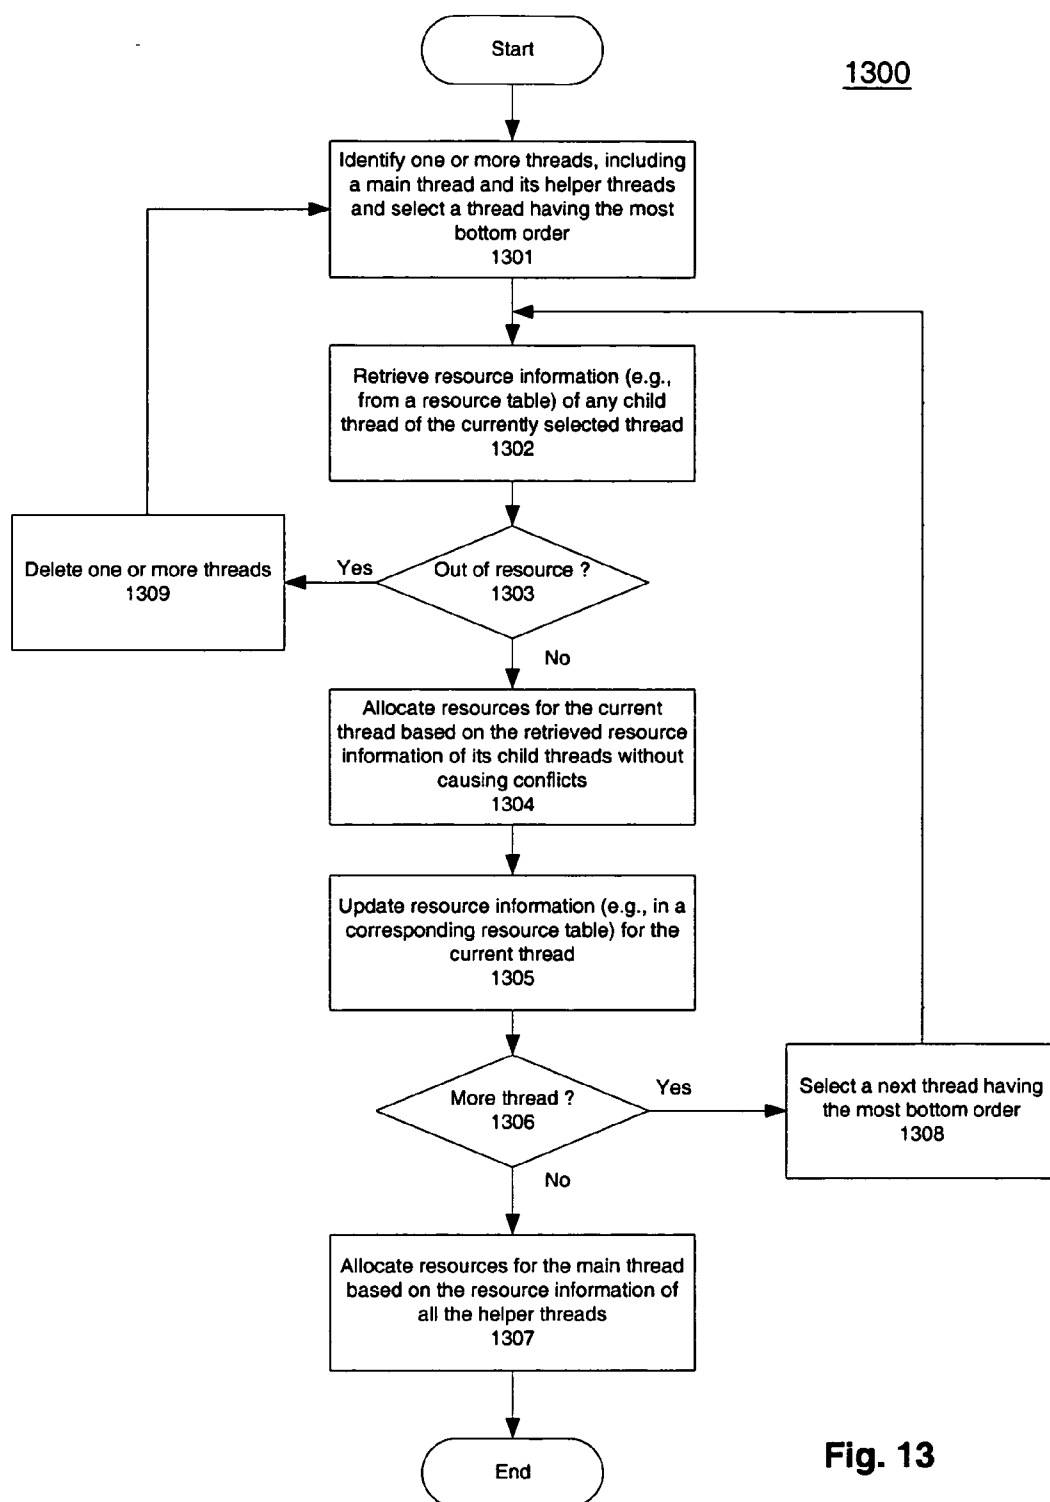 Start
1300
Identify one or more threads, including
a main thread and its helper threads
and select a thread having the most
bottom order
1301
Retrieve resource information (e.g.,
from a resource table) of any child
thread of the currently selected thread
1302
Delete one or more threads
1309
Yes
Out of resource ?
1303
No
Allocate resources for the current
thread based on the retrieved resource
information of its child threads without
causing conflicts
1304
Update resource information (e.g., in a
corresponding resource table) for the
current thread
1305
More thread ?
1306
Yes
Select a next thread having
the most bottom order
1308
No
Allocate resources for the main thread
based on the resource information of
all the helper threads
1307
End
Fig. 13